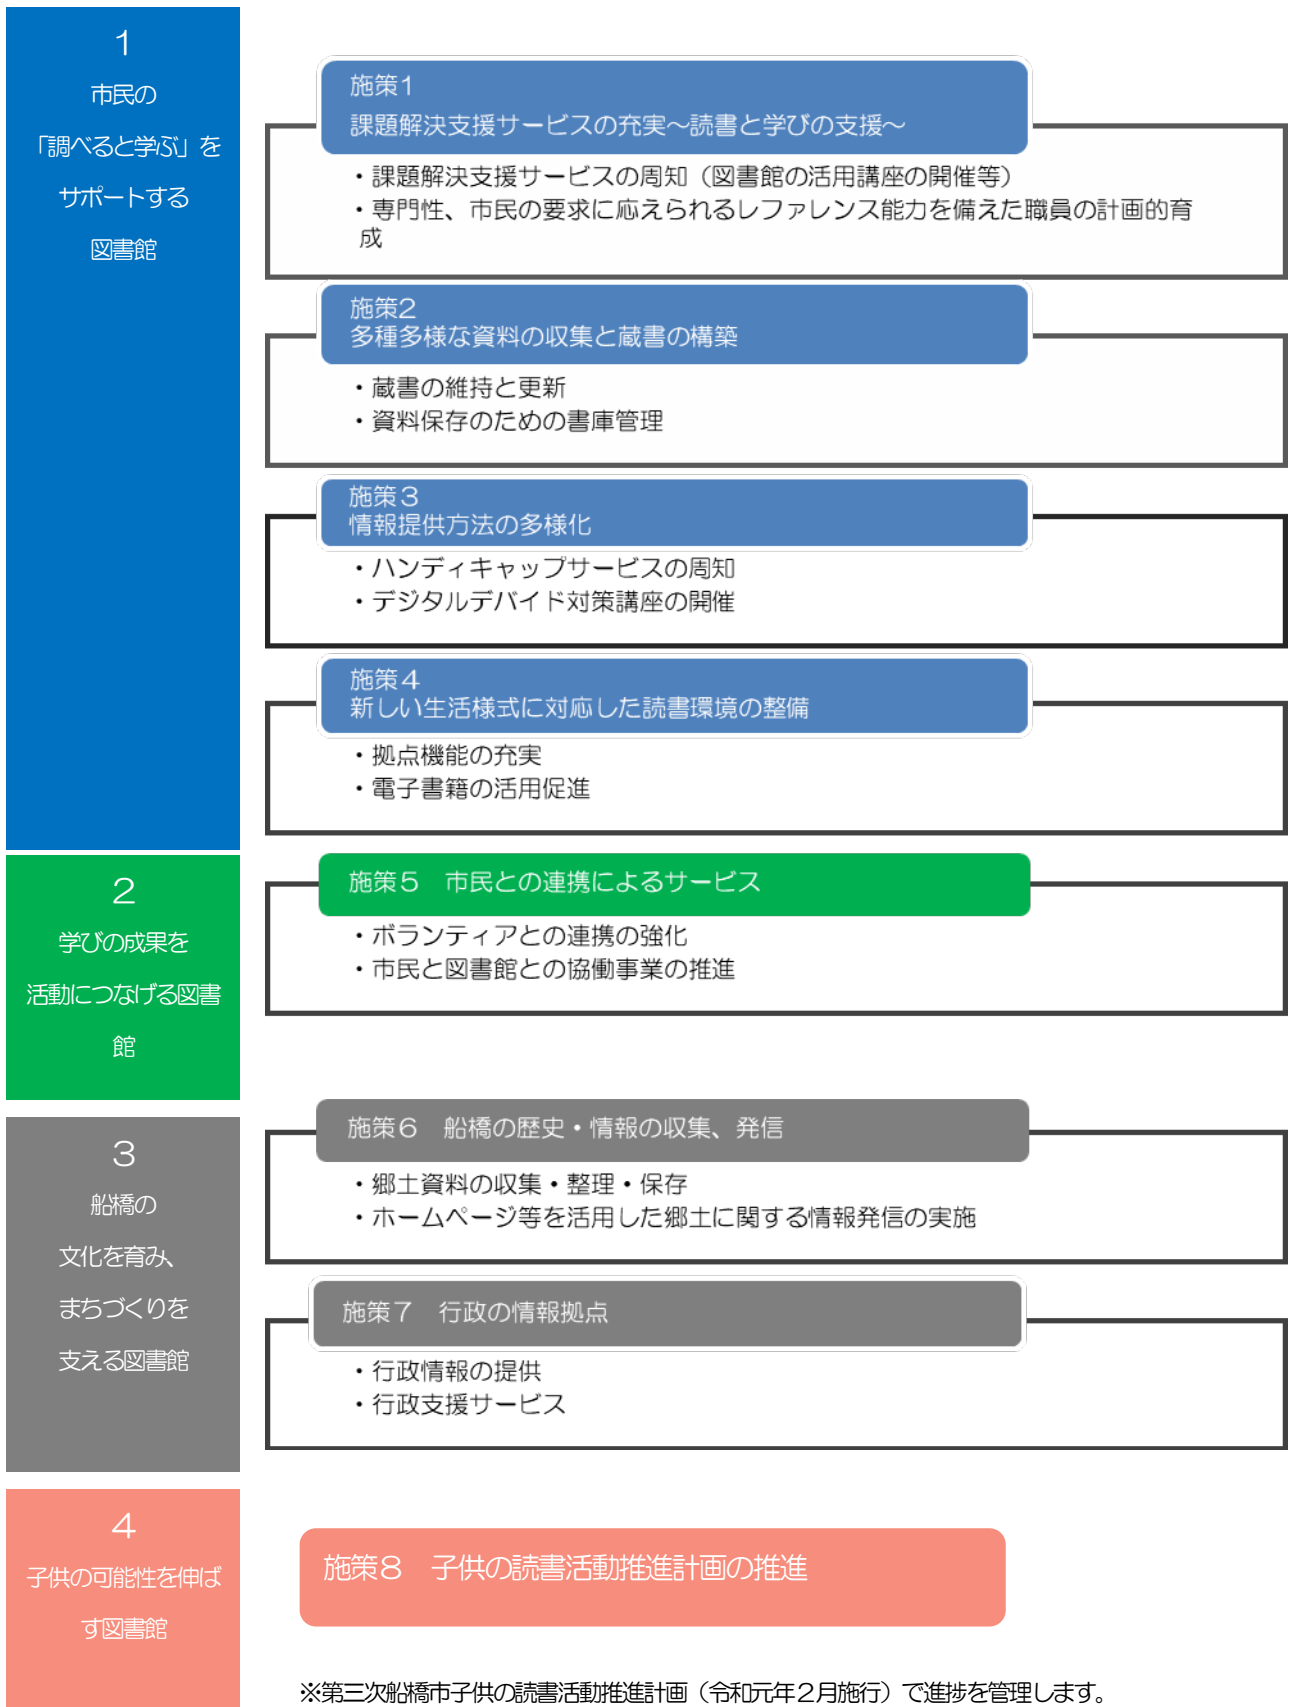 1
市民の
「調べると学ぶ」を
サポートする
図書館
施策1
課題解決支援サービスの充実～読書と学びの支援～
・課題解決支援サービスの周知（図書館の活用講座の開催等）
・専門性、市民の要求に応えられるレファレンス能力を備えた職員の計画的育
成
施策2
多種多様な資料の収集と蔵書の構築
・蔵書の維持と更新
・資料保存のための書庫管理
施策３
情報提供方法の多様化
・ハンディキャップサービスの周知
・デジタルデバイド対策講座の開催
施策４
新しい生活様式に対応した読書環境の整備
・拠点機能の充実
・電子書籍の活用促進
２
学びの成果を
活動につなげる図書
館
施策５　市民との連携によるサービス
・ボランティアとの連携の強化
・市民と図書館との協働事業の推進
３
船橋の
文化を育み、
まちづくりを
支える図書館
施策６　船橋の歴史・情報の収集、発信
・郷土資料の収集・整理・保存
・ホームページ等を活用した郷土に関する情報発信の実施
施策７　行政の情報拠点
・行政情報の提供
・行政支援サービス
４
子供の可能性を伸ば
す図書館
施策８　子供の読書活動推進計画の推進
※第三次船橋市子供の読書活動推進計画（令和元年２月施行）で進捗を管理します。